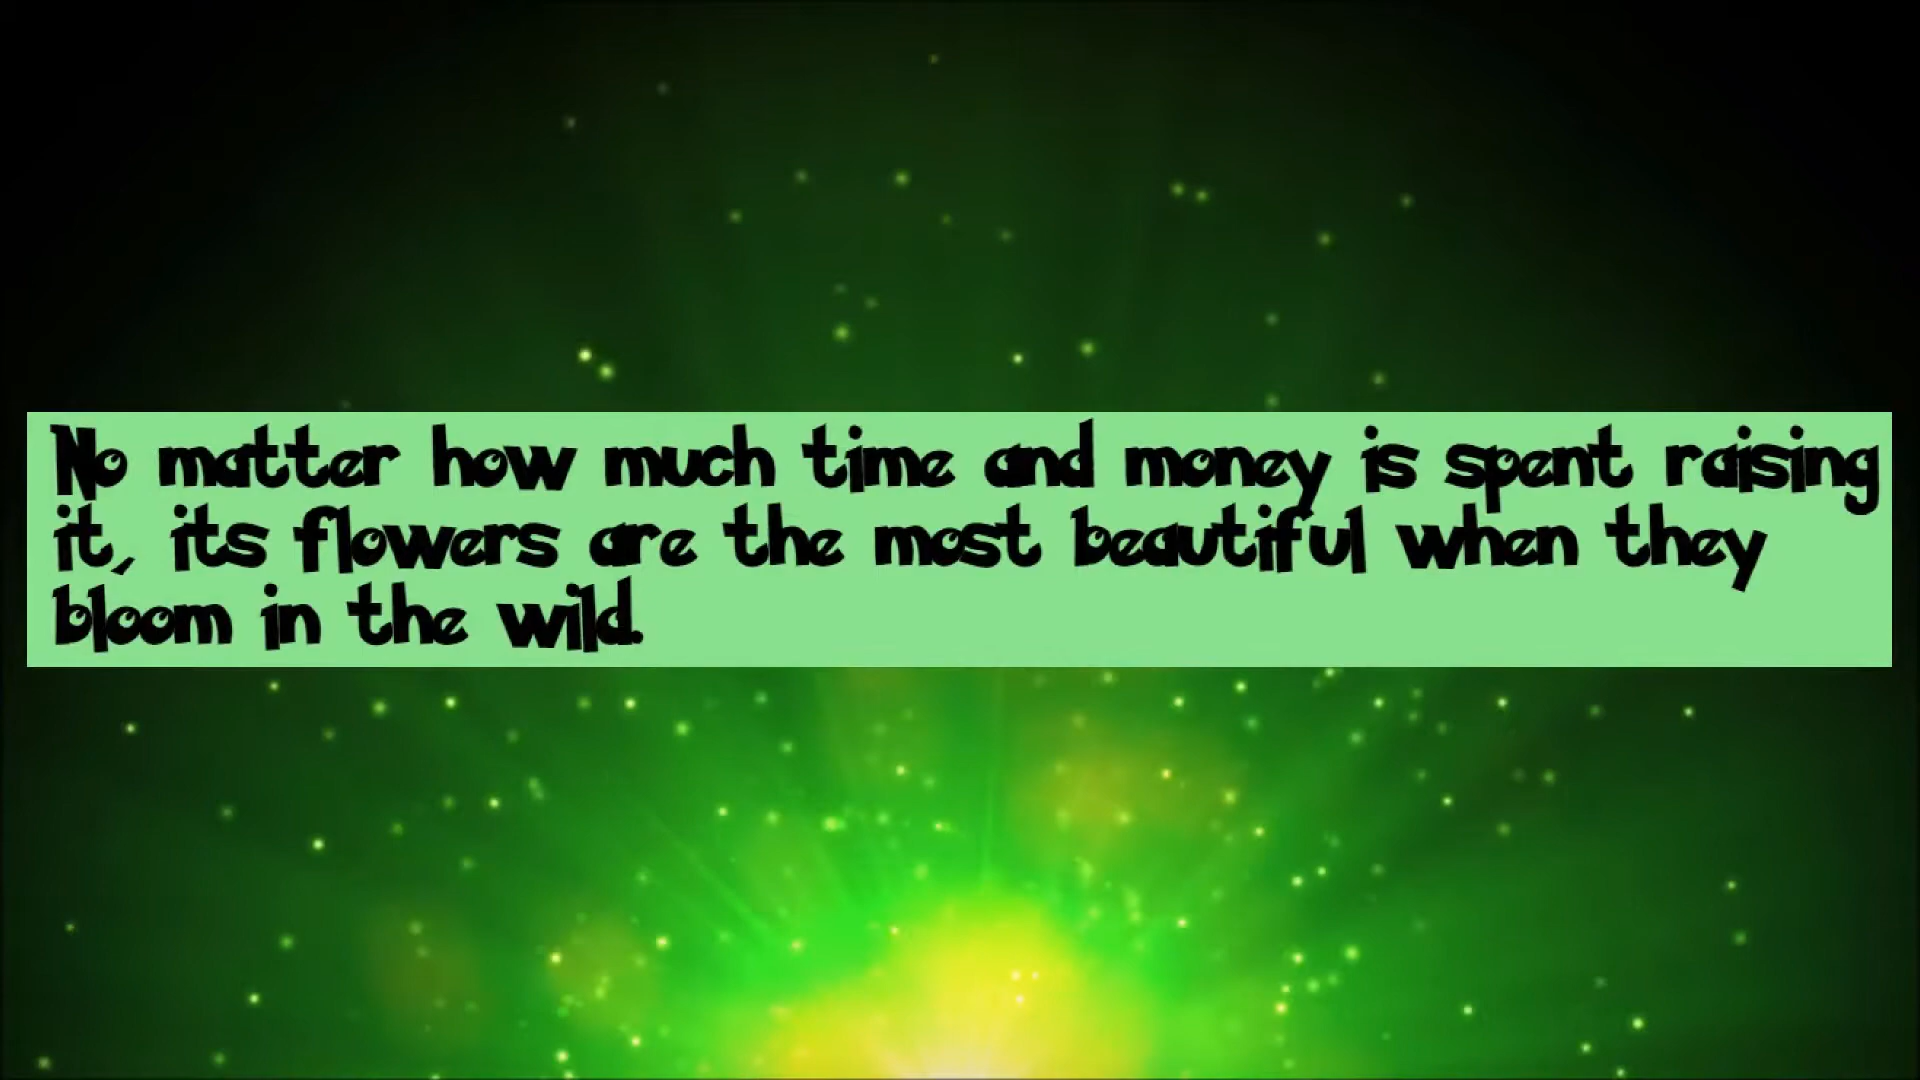 No matter how much time and money is spent raising
it, its flowers are the most beautiful when they
bloom in the wild.